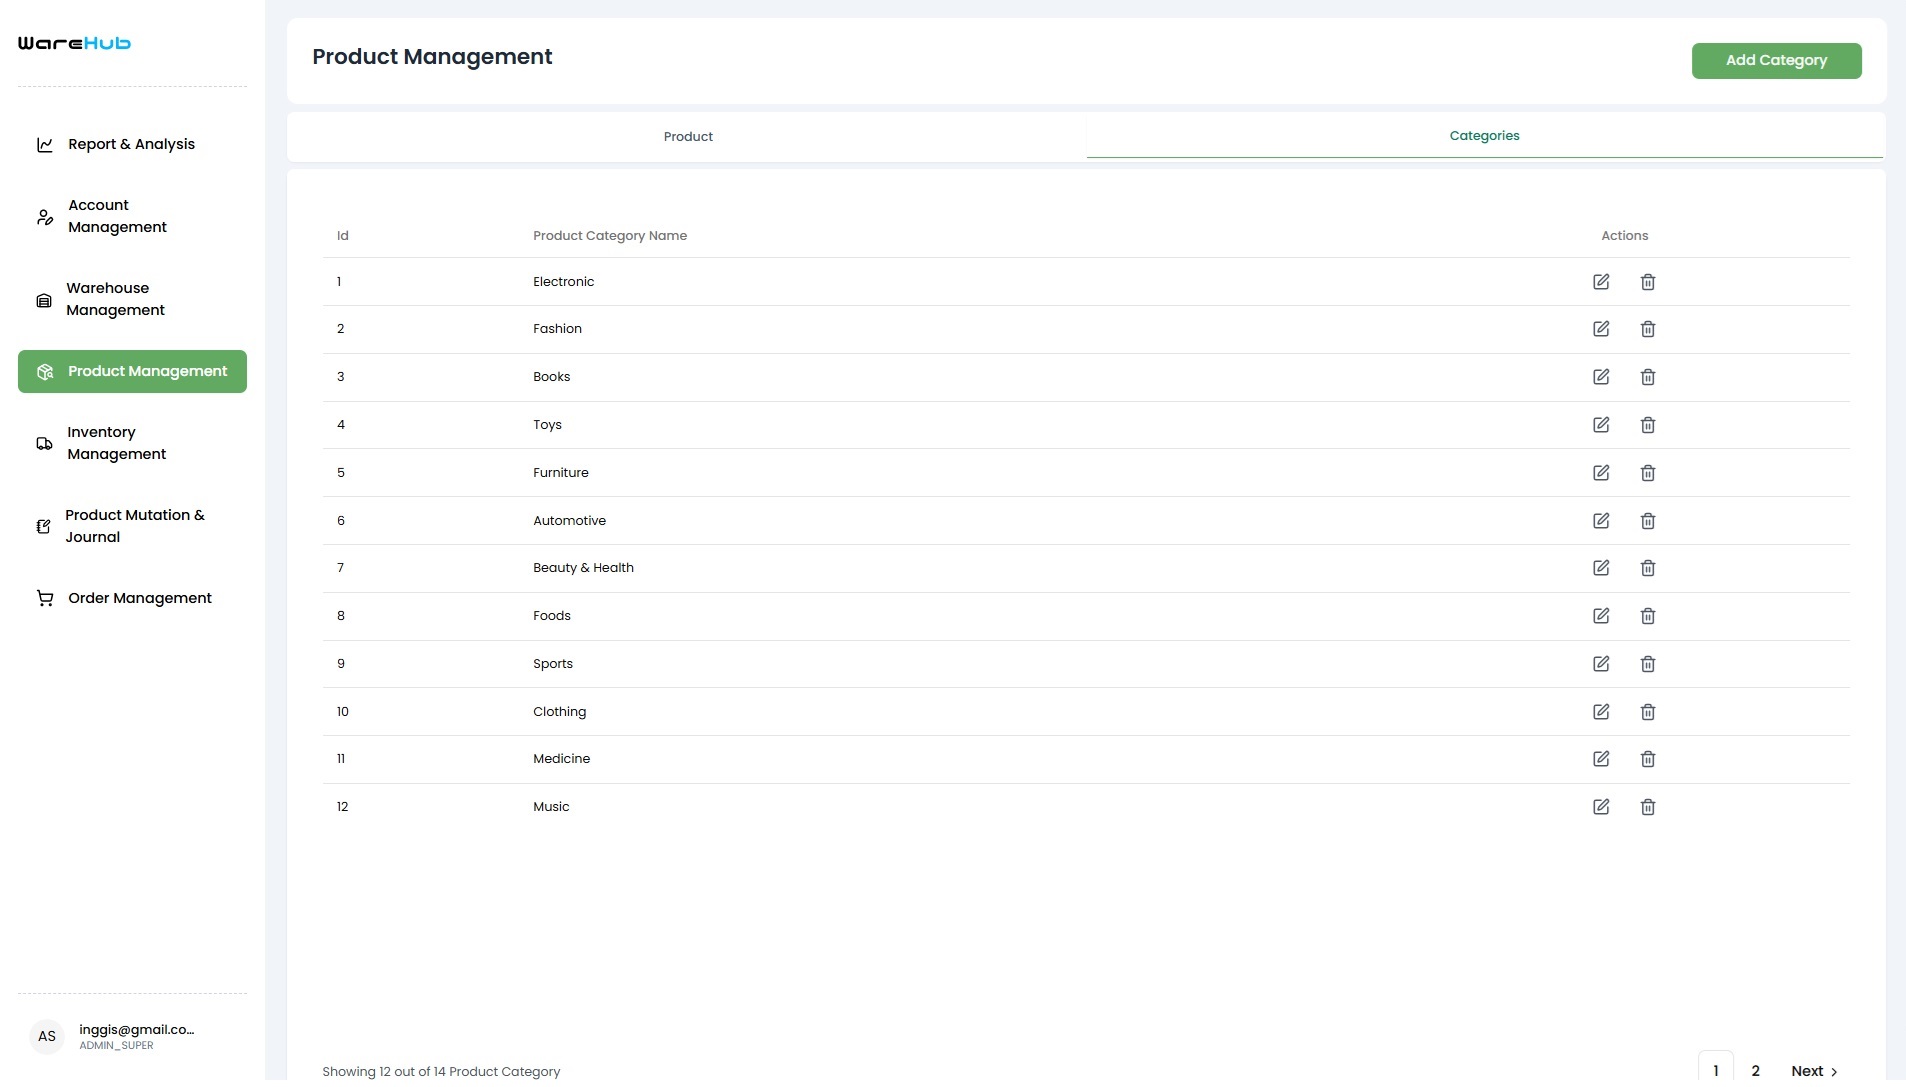 WareHub
Report & Analysis
Account
Management
Warehouse
Management
Product Management
Inventory
Management
Product Mutation &
Journal
Order Management
AS
inggis@gmail.co...
ADMIN_SUPER
Product Management
Add Category
Product
Categories
Id Product Category Name Actions
1 Electronic
2 Fashion
3 Books
4 Toys
5 Furniture
6 Automotive
7 Beauty & Health
8 Foods
9 Sports
10 Clothing
11 Medicine
12 Music
Showing 12 out of 14 Product Category
1 2 Next